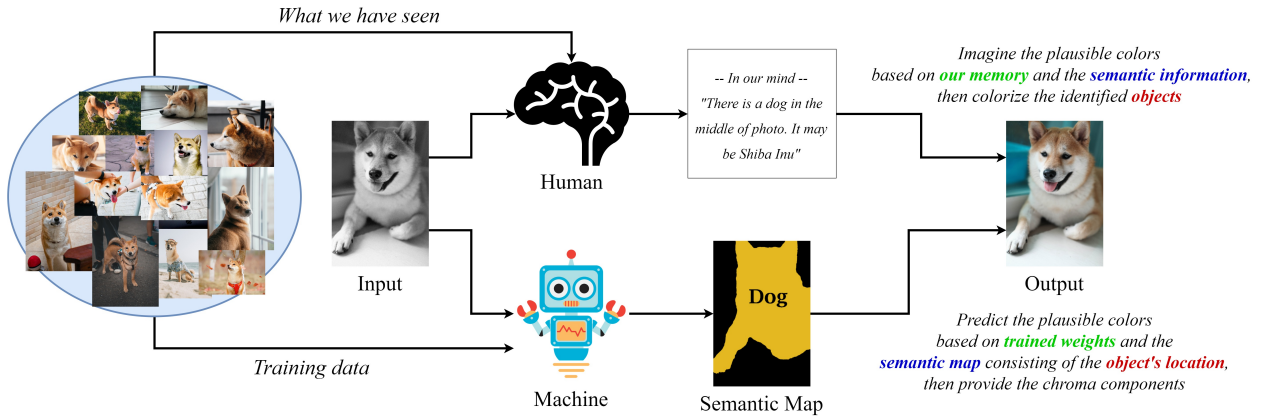 What we have seen
Imagine the plausible colors
based on our memory and the semantic information,
then colorize the identified objects
-- In our mind --
"There is a dog in the
middle of photo. It may
be Shiba Inu"
Human
Input
Output
Dog
Predict the plausible colors
based on trained weights and the
semantic map consisting of the object's location,
then provide the chroma components
Training data
Machine
Semantic Map